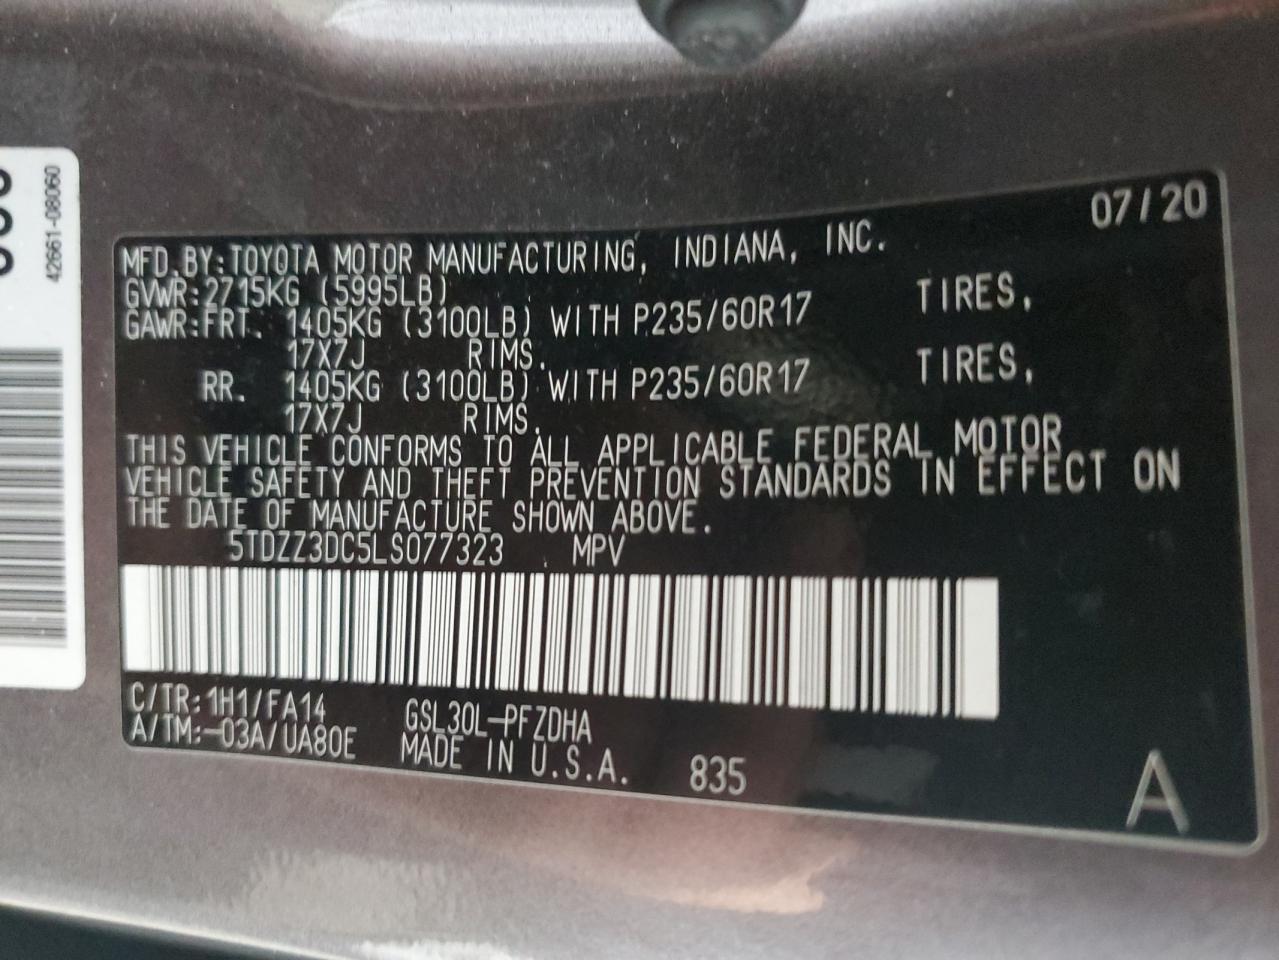 42661-08060
07/20
MFD.BY:TOYOTA MOTOR MANUFACTURING, INDIANA, INC.
GVWR:2715KG (5995LB)
GAWR:FRT. 1405KG (3100LB) WITH P235/60R17 TIRES,
17X7J RIMS.
RR. 1405KG (3100LB) WITH P235/60R17 TIRES,
17X7J RIMS.
THIS VEHICLE CONFORMS TO ALL APPLICABLE FEDERAL MOTOR
VEHICLE SAFETY AND THEFT PREVENTION STANDARDS IN EFFECT ON
THE DATE OF MANUFACTURE SHOWN ABOVE.
5TDZZ3DC5LS077323 MPV
C/TR:1H1/FA14 GSL30L-PFZDHA
A/TM:-03A/UA80E MADE IN U.S.A. 835
A